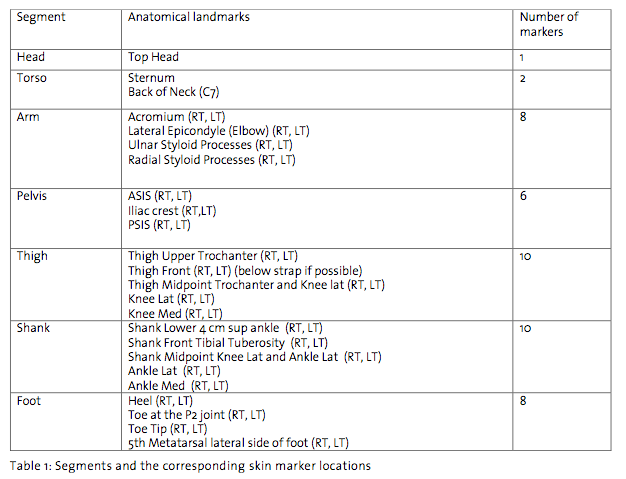 Segment Anatomical landmarks Number of
markers
Head Top Head 1
Torso Sternum 2
Back of Neck (C7)
Arm Acromium (RT, LT) 8
Lateral Epicondyle (Elbow) (RT, LT)
Ulnar Styloid Processes (RT, LT)
Radial Styloid Processes (RT, LT)
Pelvis ASIS (RT, LT) 6
Iliac crest (RT,LT)
PSIS (RT, LT)
Thigh Thigh Upper Trochanter (RT, LT) 10
Thigh Front (RT, LT) (below strap if possible)
Thigh Midpoint Trochanter and Knee lat (RT, LT)
Knee Lat (RT, LT)
Knee Med (RT, LT)
Shank Shank Lower 4 cm sup ankle (RT, LT) 10
Shank Front Tibial Tuberosity (RT, LT)
Shank Midpoint Knee Lat and Ankle Lat (RT, LT)
Ankle Lat (RT, LT)
Ankle Med (RT, LT)
Foot Heel (RT, LT) 8
Toe at the P2 joint (RT, LT)
Toe Tip (RT, LT)
5th Metatarsal lateral side of foot (RT, LT)
Table 1: Segments and the corresponding skin marker locations